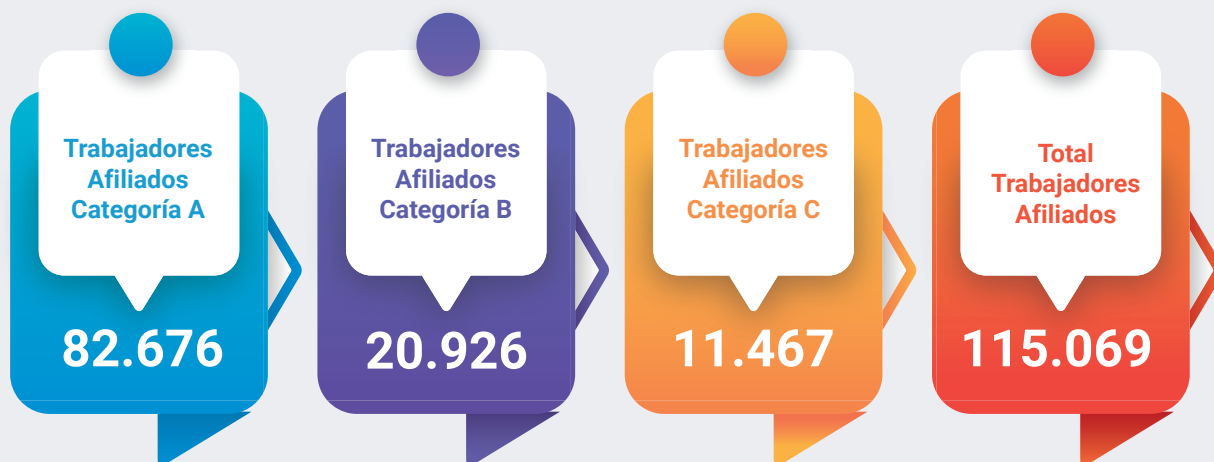 Trabajadores
Afiliados
Categoría A
82.676
Trabajadores
Afiliados
Categoría B
20.926
Trabajadores
Afiliados
Categoría C
11.467
Total
Trabajadores
Afiliados
115.069